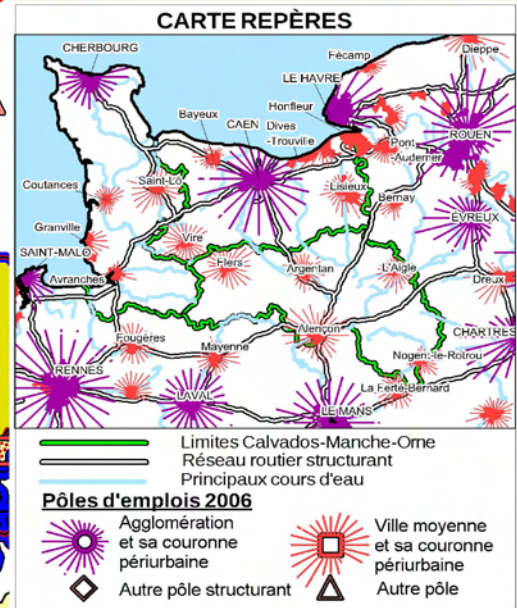 CARTE REPÈRES
CHERBOURG
Fécamp
Dieppe
LE HAVRE
Honfleur
Bayeux
CAEN
Dives
-Trouville
Pont
Audemer
ROUEN
Coutances
Saint-Lô
Lisieux
Bernay
Granville
ÉVREUX
SAINT-MALO
Vire
Flers
Argentan
L'Aigle
Avranches
Dreux
Alençon
CHARTRES
Fougères
Mayenne
Nogent-le-Rotrou
RENNES
LAVAL
La Ferté-Bernard
LE MANS
Limites Calvados-Manche-Orne
Réseau routier structurant
Principaux cours d'eau
Pôles d'emplois 2006
Agglomération
et sa couronne
périurbaine
Ville moyenne
et sa couronne
périurbaine
Autre pôle structurant
Autre pôle